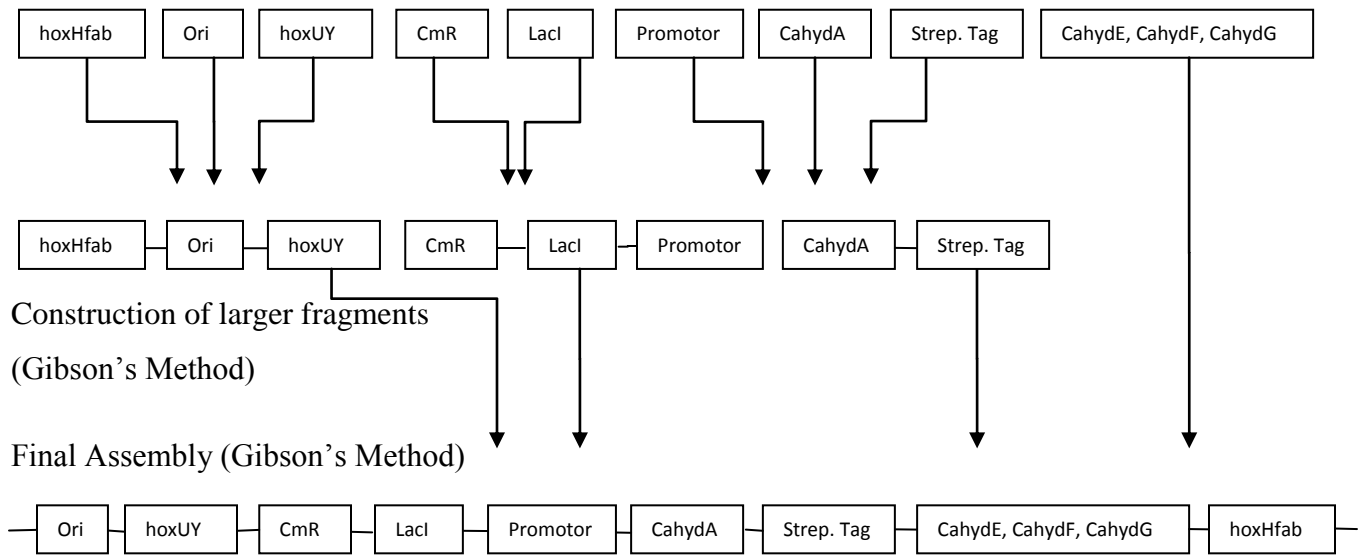 hoxHfab Ori hoxUY CmR LacI Promotor CahydA Strep. Tag CahydE, CahydF, CahydG
hoxHfab Ori hoxUY CmR LacI Promotor CahydA Strep. Tag
Construction of larger fragments
(Gibson’s Method)
Final Assembly (Gibson’s Method)
Ori hoxUY CmR LacI Promotor CahydA Strep. Tag CahydE, CahydF, CahydG hoxHfab